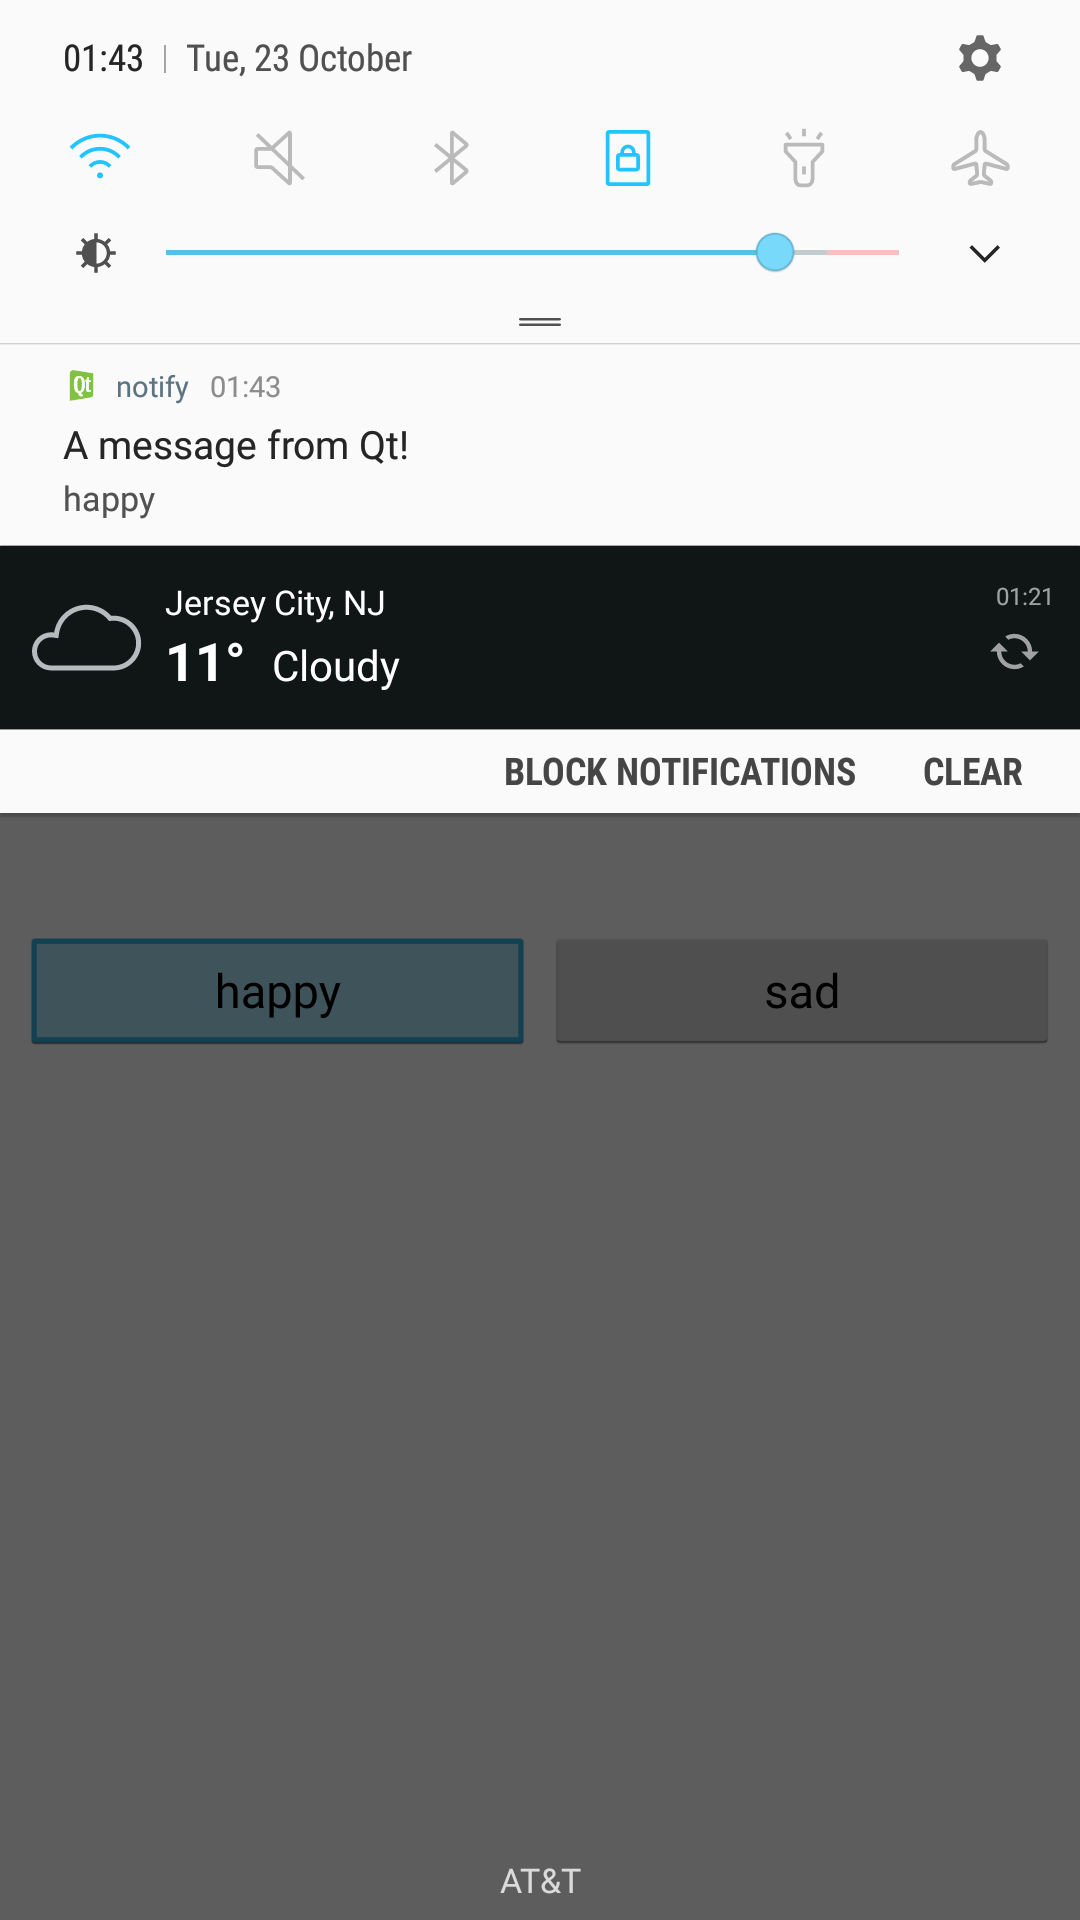 01:43 | Tue, 23 October
Qt notify 01:43
A message from Qt!
happy
Jersey City, NJ 01:21
11° Cloudy
BLOCK NOTIFICATIONS CLEAR
happy sad
AT&T